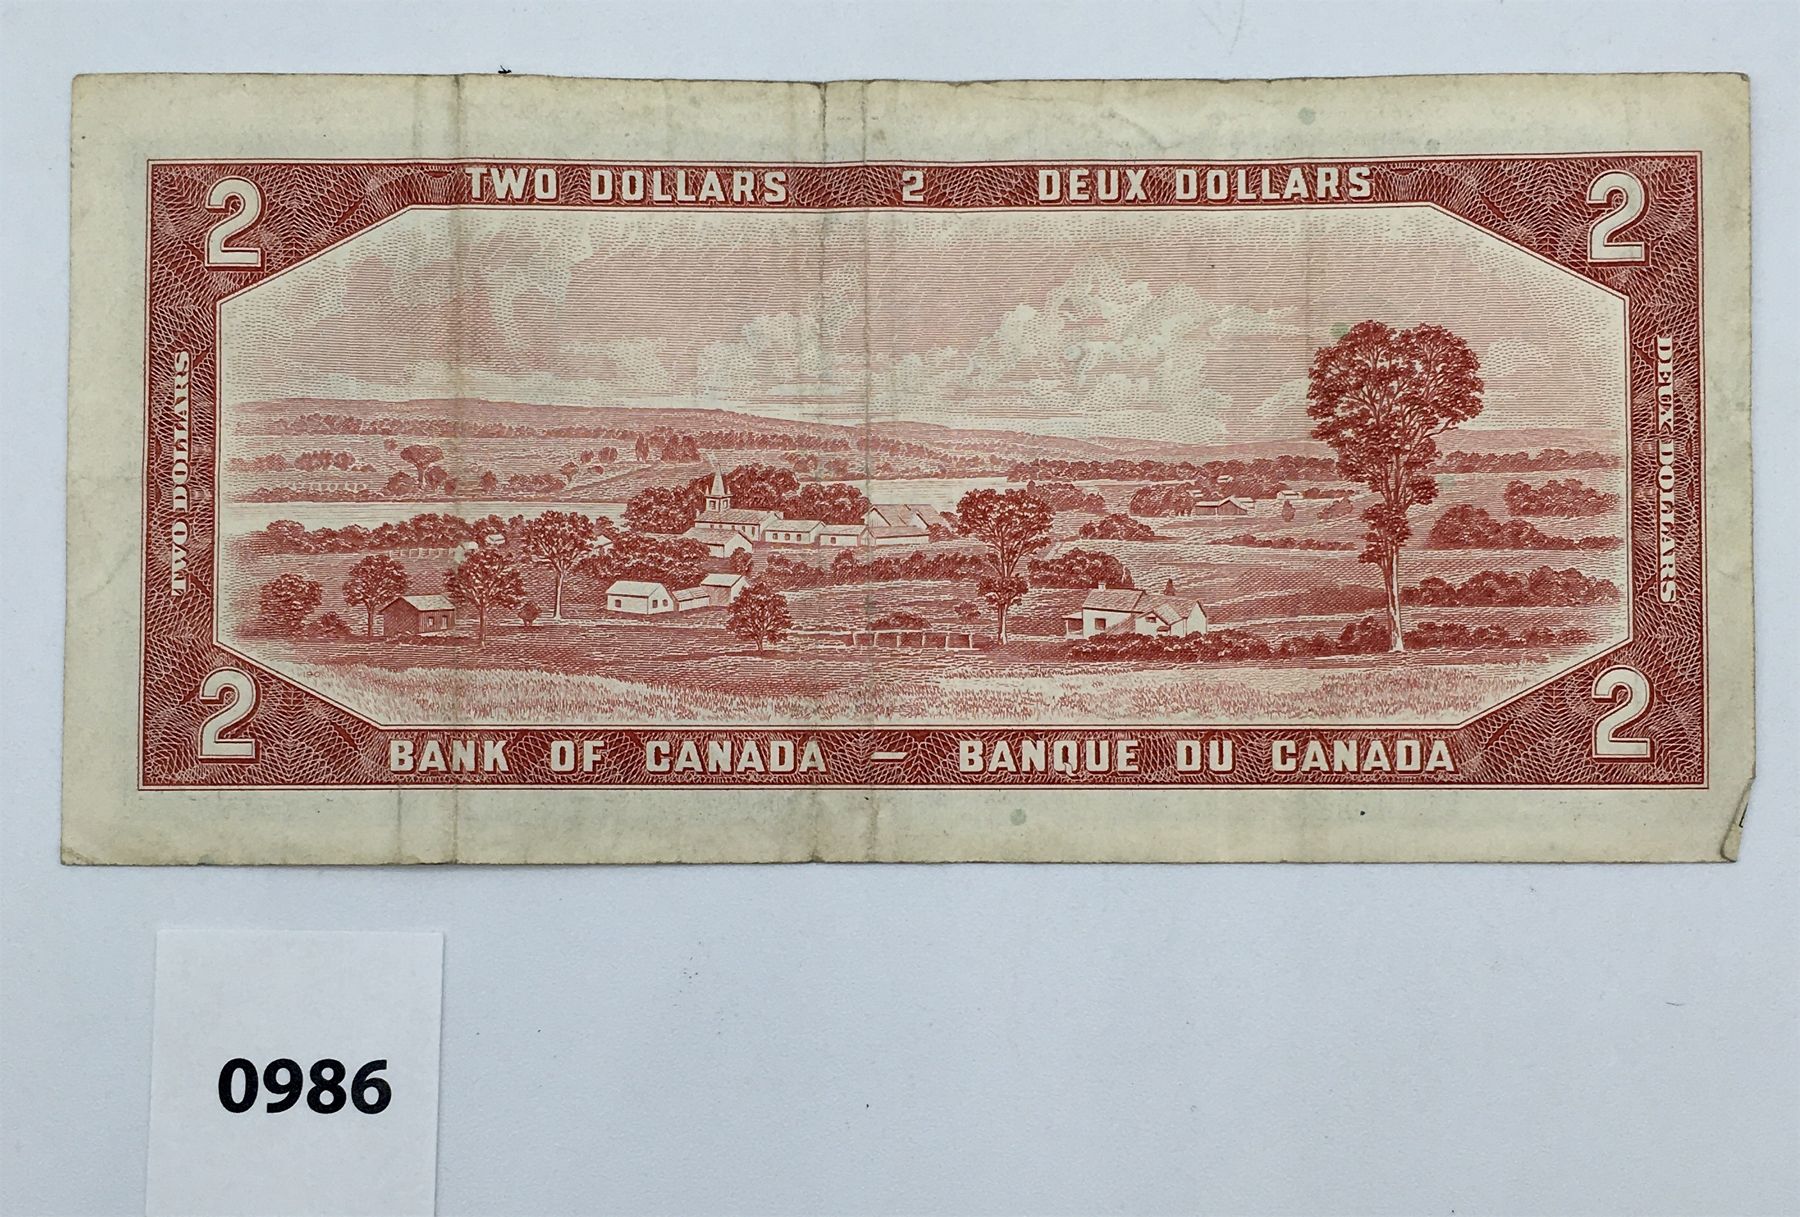 2 TWO DOLLARS 2 DEUX DOLLARS 2
TWO DOLLARS
DEUX DOLLARS
2 BANK OF CANADA — BANQUE DU CANADA 2
0986